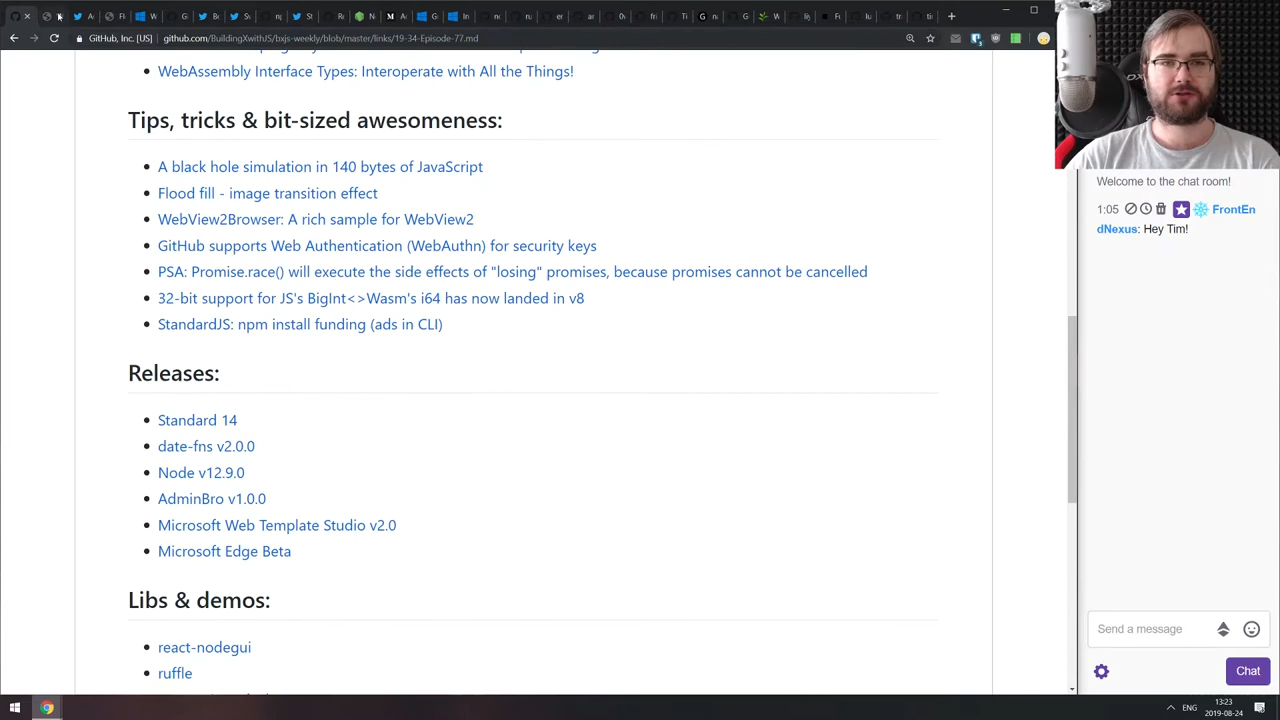 GitHub, Inc. [US]
github.com/BuildingXwithJS/bxjs-weekly/blob/master/links/19-34-Episode-77.md
WebAssembly Interface Types: Interoperate with All the Things!
Tips, tricks & bit-sized awesomeness:
A black hole simulation in 140 bytes of JavaScript
Flood fill - image transition effect
WebView2Browser: A rich sample for WebView2
GitHub supports Web Authentication (WebAuthn) for security keys
PSA: Promise.race() will execute the side effects of "losing" promises, because promises cannot be cancelled
32-bit support for JS's BigInt<>Wasm's i64 has now landed in v8
StandardJS: npm install funding (ads in CLI)
Releases:
Standard 14
date-fns v2.0.0
Node v12.9.0
AdminBro v1.0.0
Microsoft Web Template Studio v2.0
Microsoft Edge Beta
Libs & demos:
react-nodegui
ruffle
Welcome to the chat room!
1:05 FrontEn
dNexus: Hey Tim!
Send a message
Chat
ENG
13:23
2019-08-24